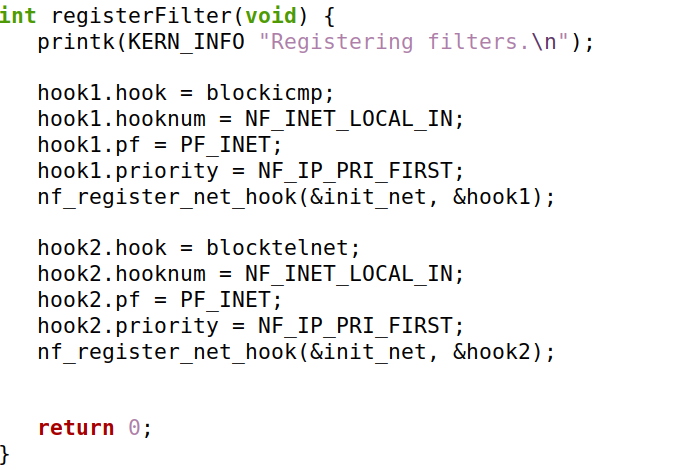 int registerFilter(void) {
   printk(KERN_INFO "Registering filters.\n");

   hook1.hook = blockicmp;
   hook1.hooknum = NF_INET_LOCAL_IN;
   hook1.pf = PF_INET;
   hook1.priority = NF_IP_PRI_FIRST;
   nf_register_net_hook(&init_net, &hook1);

   hook2.hook = blocktelnet;
   hook2.hooknum = NF_INET_LOCAL_IN;
   hook2.pf = PF_INET;
   hook2.priority = NF_IP_PRI_FIRST;
   nf_register_net_hook(&init_net, &hook2);


   return 0;
}